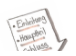 • Einleitung
• Hauptteil
• Schluss